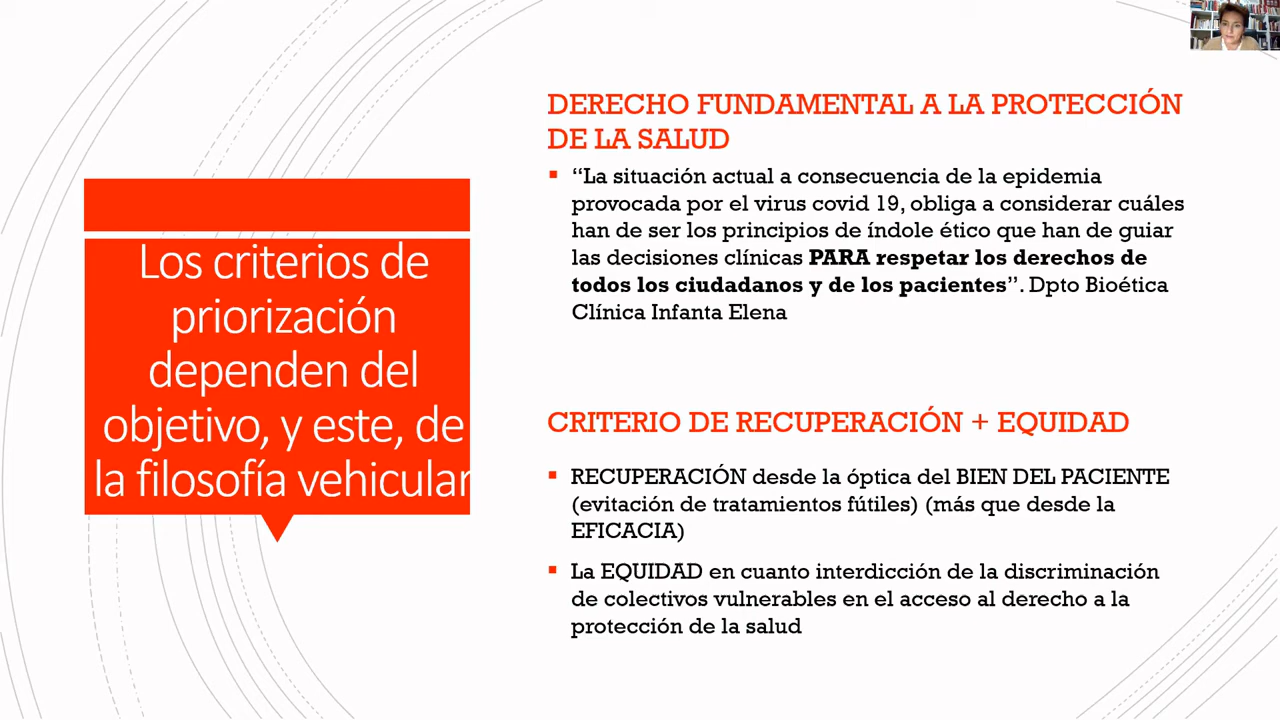 Los criterios de
priorización
dependen del
objetivo, y este, de
la filosofía vehicular
DERECHO FUNDAMENTAL A LA PROTECCIÓN
DE LA SALUD
▪ “La situación actual a consecuencia de la epidemia
provocada por el virus covid 19, obliga a considerar cuáles
han de ser los principios de índole ético que han de guiar
las decisiones clínicas PARA respetar los derechos de
todos los ciudadanos y de los pacientes”. Dpto Bioética
Clínica Infanta Elena
CRITERIO DE RECUPERACIÓN + EQUIDAD
▪ RECUPERACIÓN desde la óptica del BIEN DEL PACIENTE
(evitación de tratamientos fútiles) (más que desde la
EFICACIA)
▪ La EQUIDAD en cuanto interdicción de la discriminación
de colectivos vulnerables en el acceso al derecho a la
protección de la salud